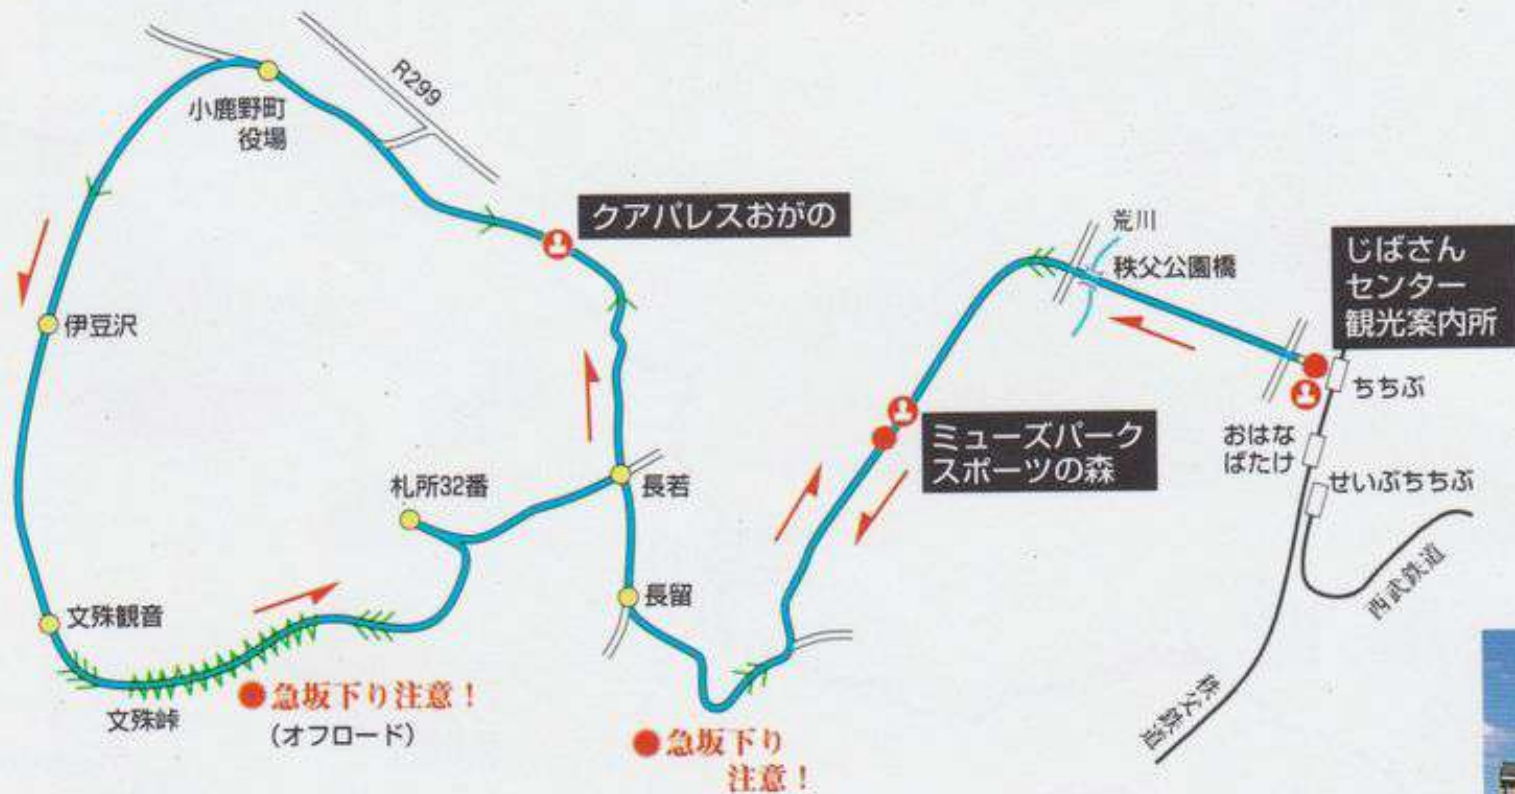 R299
小鹿野町
役場
クアパレスおがの
荒川
秩父公園橋
じばさん
センター
観光案内所
ちちぶ
おはな
ばたけ
せいぶちちぶ
伊豆沢
ミューズパーク
スポーツの森
札所32番
長若
長留
西武鉄道
文殊観音
秩父鉄道
文殊峠
急坂下り注意！
(オフロード)
急坂下り
注意！